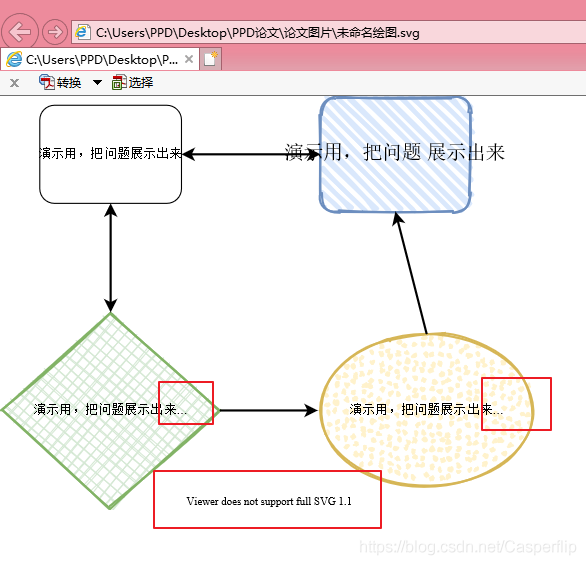 C:\Users\PPD\Desktop\PPD论文\论文图片\未命名绘图.svg
C:\Users\PPD\Desktop\P...
转换 选择
演示用，把问题展示出来
演示用，把问题 展示出来
演示用，把问题展示出来...
演示用，把问题展示出来...
Viewer does not support full SVG 1.1
https://blog.csdn.net/Casperflip